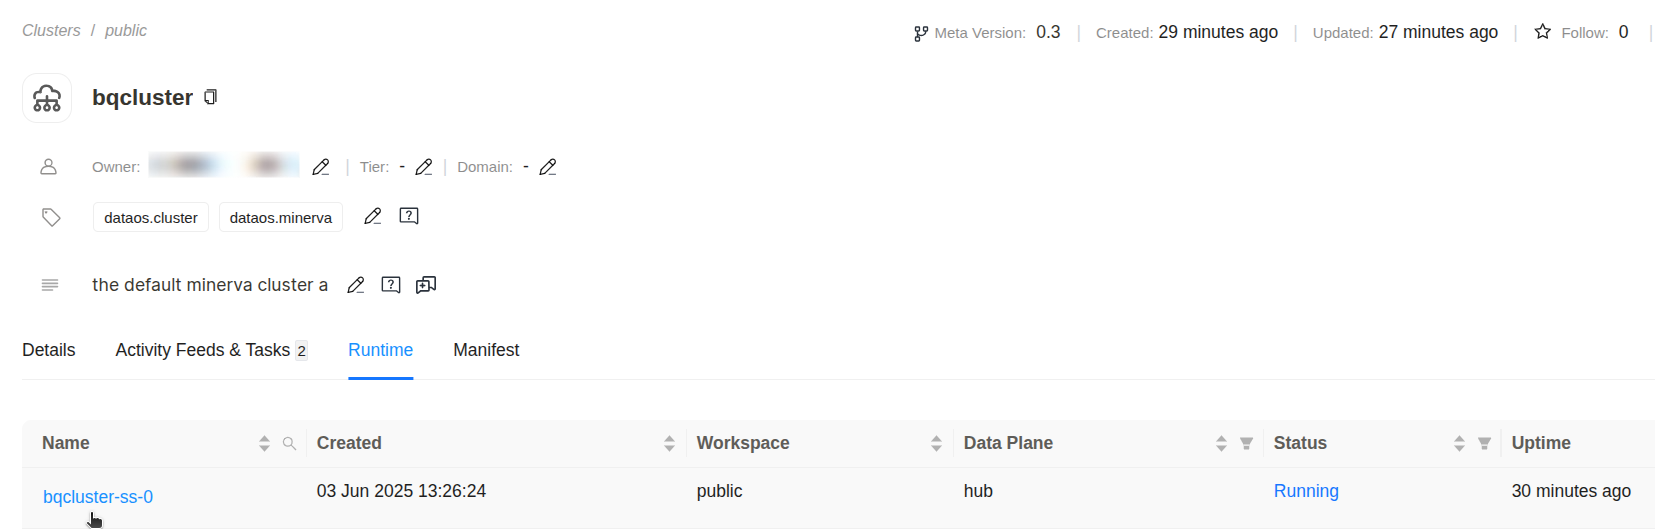 Clusters / public
Meta Version: 0.3 | Created: 29 minutes ago | Updated: 27 minutes ago | Follow: 0 |
bqcluster
Owner: | Tier: - | Domain: -
dataos.cluster dataos.minerva
the default minerva cluster a
Details Activity Feeds & Tasks 2 Runtime Manifest
Name Created Workspace Data Plane Status Uptime
bqcluster-ss-0 03 Jun 2025 13:26:24 public hub Running 30 minutes ago